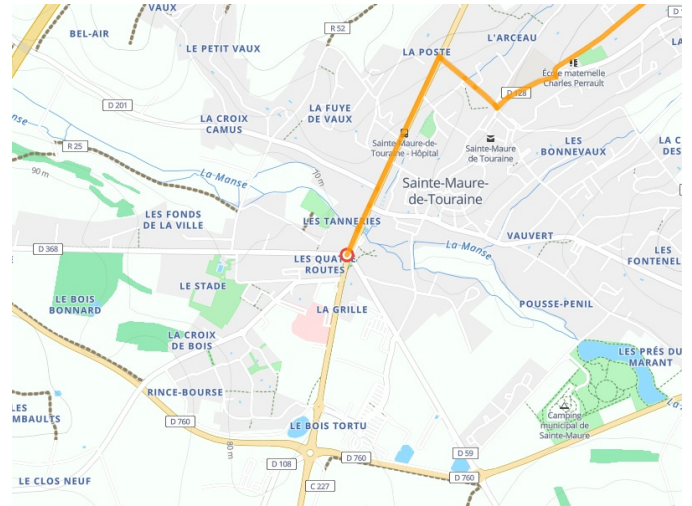 VAUX
BEL-AIR
LE PETIT VAUX
R 52
LA POSTE
L'ARCEAU
École maternelle
Charles Perrault
D 128
D 201
LA CROIX
CAMUS
LA FUYE
DE VAUX
Manse
R 25
90 m
La Manse
70 m
Sainte-Maure-de-
Touraine - Hôpital
Sainte-Maure
de Touraine
LES
BONNEVAUX
LA C
DES
Sainte-Maure-
de-Touraine
LES FONDS
DE LA VILLE
LES TANNERIES
La Manse
VAUVERT
D 368
LES QUATRE
ROUTES
LES
FONTENEL
LE STADE
LE BOIS
BONNARD
LA GRILLE
POUSSE-PENIL
LA CROIX
DE BOIS
LES PRÉS DU
MARANT
RINCE-BOURSE
LES
MBAULTS
D 760
LE BOIS TORTU
Camping
municipal de
Sainte-Maure
80 m
D 108
D 760
D 59
D 760
LE CLOS NEUF
C 227